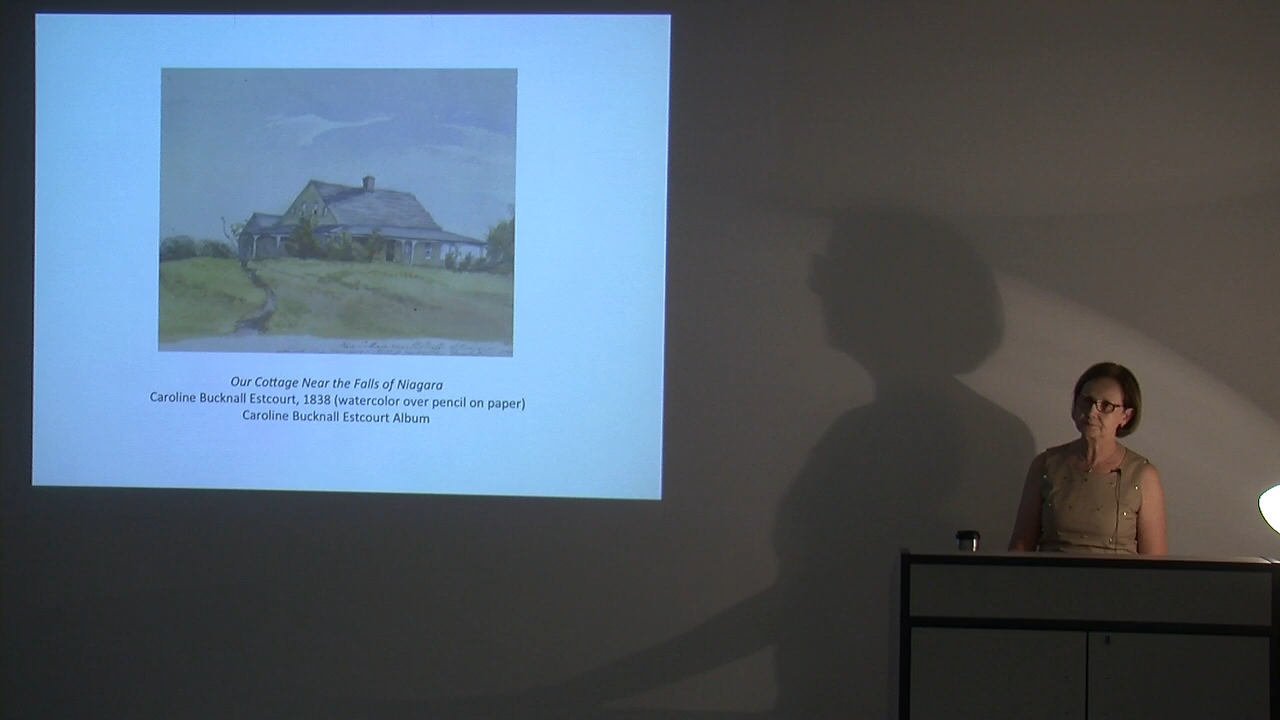 Our Cottage Near the Falls of Niagara
Caroline Bucknall Estcourt, 1838 (watercolor over pencil on paper)
Caroline Bucknall Estcourt Album